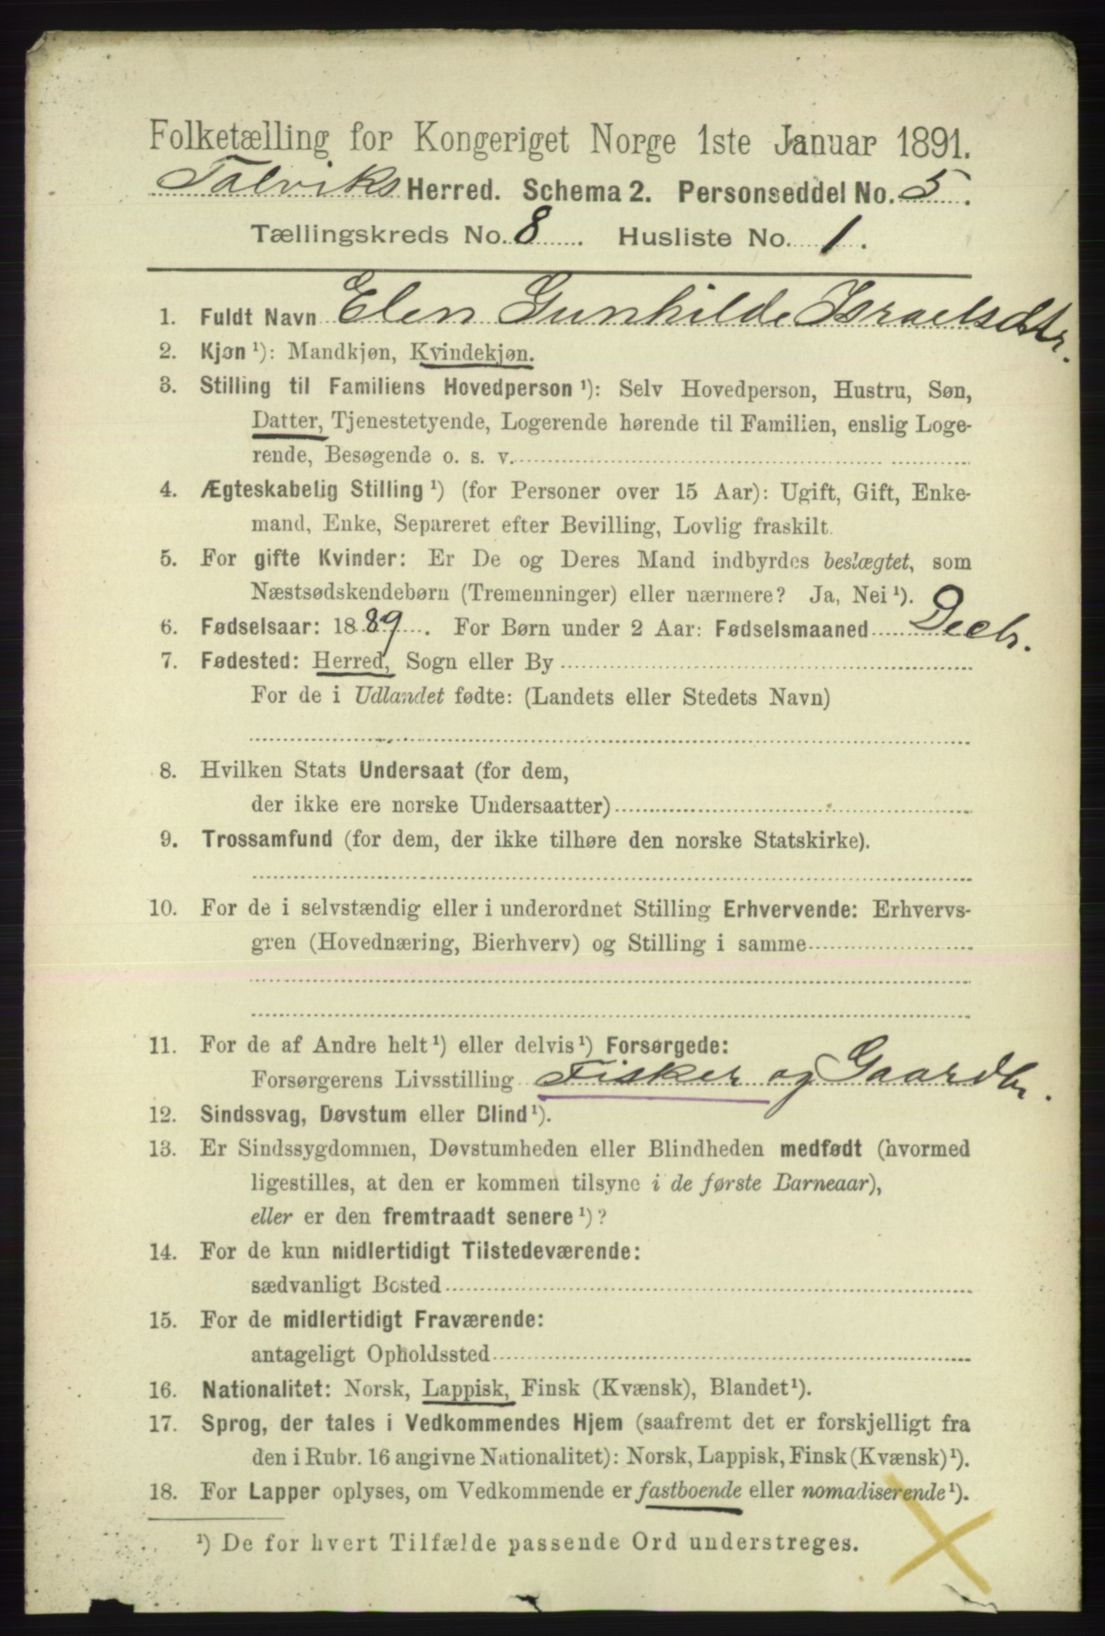 Folketælling for Kongeriget Norge 1ste Januar 1891.
Talviks Herred. Schema 2. Personseddel No. 5.
Tællingskreds No. 8. Husliste No. 1.
1. Fuldt Navn Elen Gunhilde Israelsdtr.
2. Kjøn ¹): Mandkjøn, Kvindekjøn.
3. Stilling til Familiens Hovedperson ¹): Selv Hovedperson, Hustru, Søn,
Datter, Tjenestetyende, Logerende hørende til Familien, enslig Loge-
rende, Besøgende o. s. v.
4. Ægteskabelig Stilling ¹) (for Personer over 15 Aar): Ugift, Gift, Enke-
mand, Enke, Separeret efter Bevilling, Lovlig fraskilt.
5. For gifte Kvinder: Er De og Deres Mand indbyrdes beslægtet, som
Næstsødskendebørn (Tremenninger) eller nærmere? Ja, Nei ¹).
6. Fødselsaar: 1889. For Børn under 2 Aar: Fødselsmaaned Decbr.
7. Fødested: Herred, Sogn eller By
For de i Udlandet fødte: (Landets eller Stedets Navn)
8. Hvilken Stats Undersaat (for dem,
der ikke ere norske Undersaatter)
9. Trossamfund (for dem, der ikke tilhøre den norske Statskirke).
10. For de i selvstændig eller i underordnet Stilling Erhvervende: Erhvervs-
gren (Hovednæring, Bierhverv) og Stilling i samme
11. For de af Andre helt ¹) eller delvis ¹) Forsørgede:
Forsørgerens Livsstilling Fisker og Gaardbr.
12. Sindssvag, Døvstum eller Blind ¹).
13. Er Sindssygdommen, Døvstumheden eller Blindheden medfødt (hvormed
ligestilles, at den er kommen tilsyne i de første Barneaar),
eller er den fremtraadt senere ¹)?
14. For de kun midlertidigt Tilstedeværende:
sædvanligt Bosted
15. For de midlertidigt Fraværende:
antageligt Opholdssted
16. Nationalitet: Norsk, Lappisk, Finsk (Kvænsk), Blandet ¹).
17. Sprog, der tales i Vedkommendes Hjem (saafremt det er forskjelligt fra
den i Rubr. 16 angivne Nationalitet): Norsk, Lappisk, Finsk (Kvænsk) ¹).
18. For Lapper oplyses, om Vedkommende er fastboende eller nomadiserende ¹).
¹) De for hvert Tilfælde passende Ord understreges.